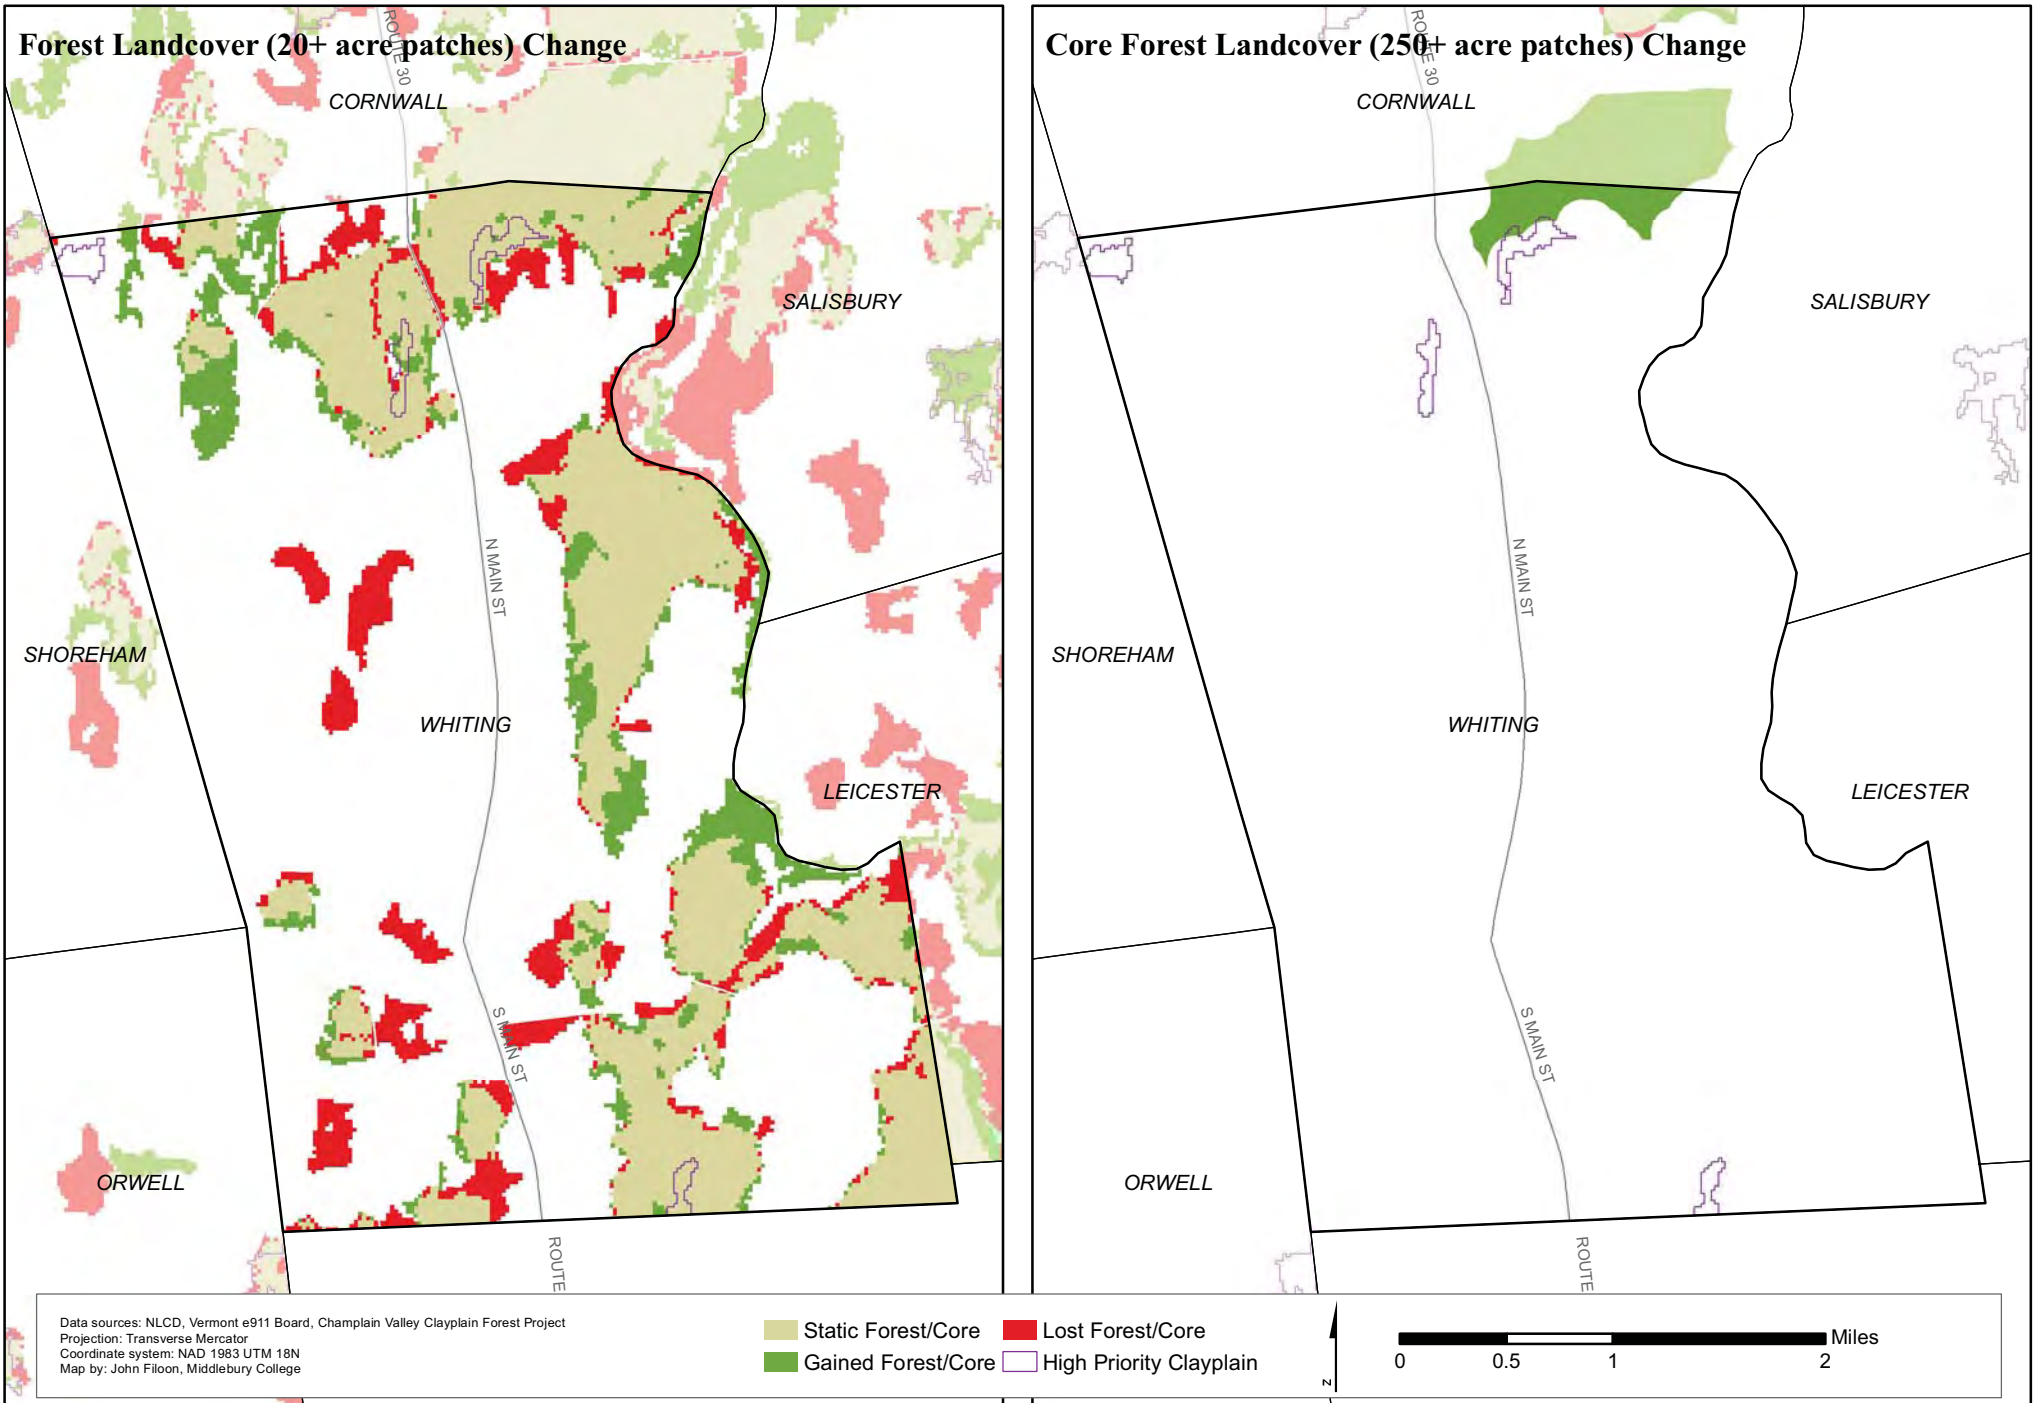 Forest Landcover (20+ acre patches) Change
ROUTE 30
CORNWALL
SALISBURY
N MAIN ST
SHOREHAM
WHITING
LEICESTER
S MAIN ST
ORWELL
ROUTE
Core Forest Landcover (250+ acre patches) Change
ROUTE 30
CORNWALL
SALISBURY
N MAIN ST
SHOREHAM
WHITING
LEICESTER
S MAIN ST
ORWELL
ROUTE
Data sources: NLCD, Vermont e911 Board, Champlain Valley Clayplain Forest Project
Projection: Transverse Mercator
Coordinate system: NAD 1983 UTM 18N
Map by: John Filoon, Middlebury College
Static Forest/Core
Lost Forest/Core
Gained Forest/Core
High Priority Clayplain
N
Miles
0 0.5 1 2